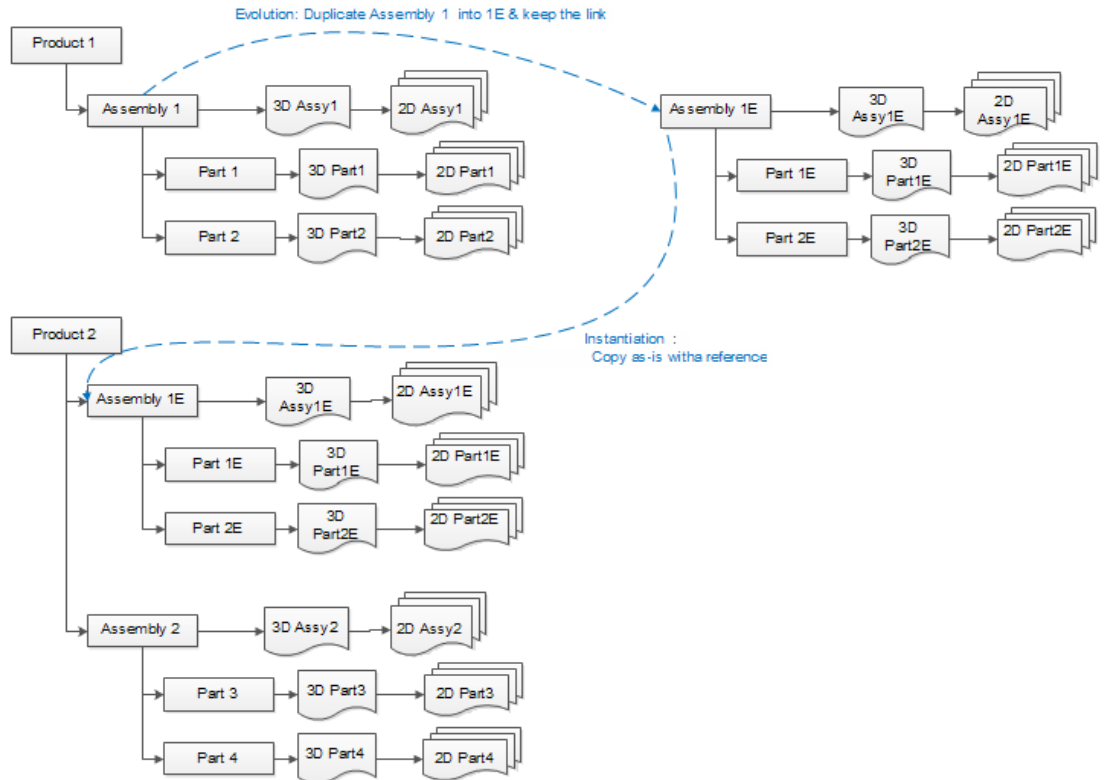 Evolution: Duplicate Assembly 1 into 1E & keep the link
Product 1
Assembly 1
3D Assy1
2D Assy1
Part 1
3D Part1
2D Part1
Part 2
3D Part2
2D Part2
Assembly 1E
3D
Assy1E
2D
Assy1E
Part 1E
3D
Part1E
2D Part1E
Part 2E
3D
Part2E
2D Part2E
Instantiation :
Copy as-is witha reference
Product 2
Assembly 1E
3D
Assy1E
2D Assy1E
Part 1E
3D
Part1E
2D Part1E
Part 2E
3D
Part2E
2D Part2E
Assembly 2
3D Assy2
2D Assy2
Part 3
3D Part3
2D Part3
Part 4
3D Part4
2D Part4